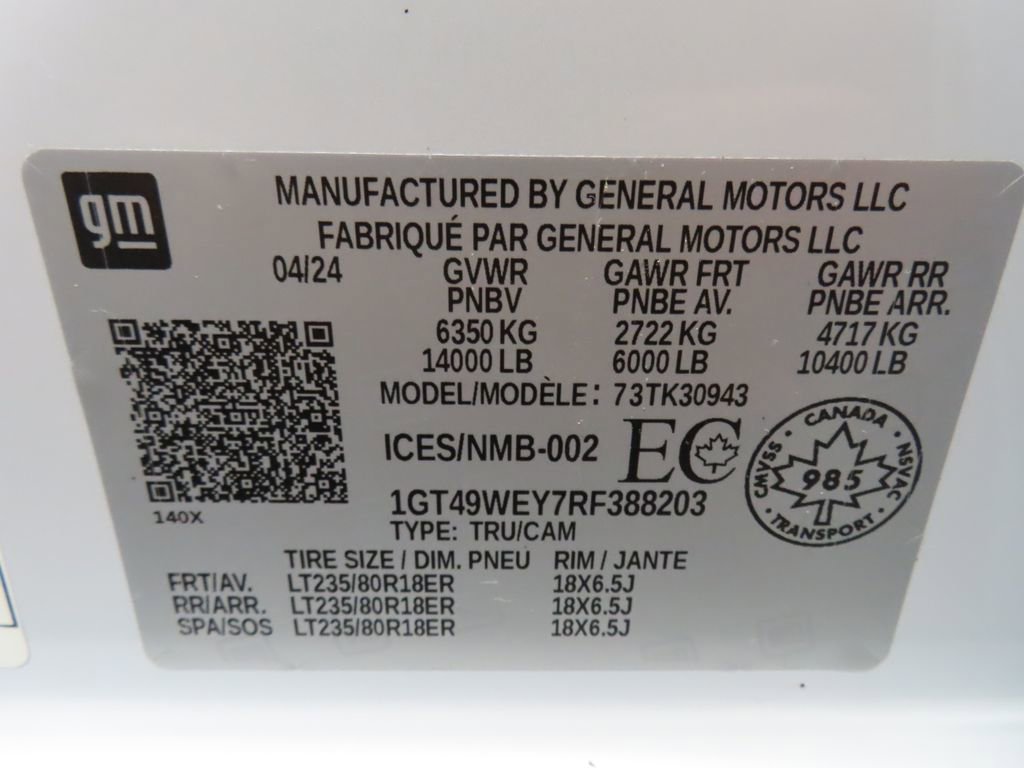 gm
MANUFACTURED BY GENERAL MOTORS LLC
FABRIQUÉ PAR GENERAL MOTORS LLC
04/24 GVWR GAWR FRT GAWR RR
PNBV PNBE AV. PNBE ARR.
6350 KG 2722 KG 4717 KG
14000 LB 6000 LB 10400 LB
MODEL/MODÈLE: 73TK30943
ICES/NMB-002 EC
CANADA
CMVSS 985 NSVAC
TRANSPORT
140X
1GT49WEY7RF388203
TYPE: TRU/CAM
TIRE SIZE / DIM. PNEU RIM / JANTE
FRT/AV. LT235/80R18ER 18X6.5J
RR/ARR. LT235/80R18ER 18X6.5J
SPA/SOS LT235/80R18ER 18X6.5J